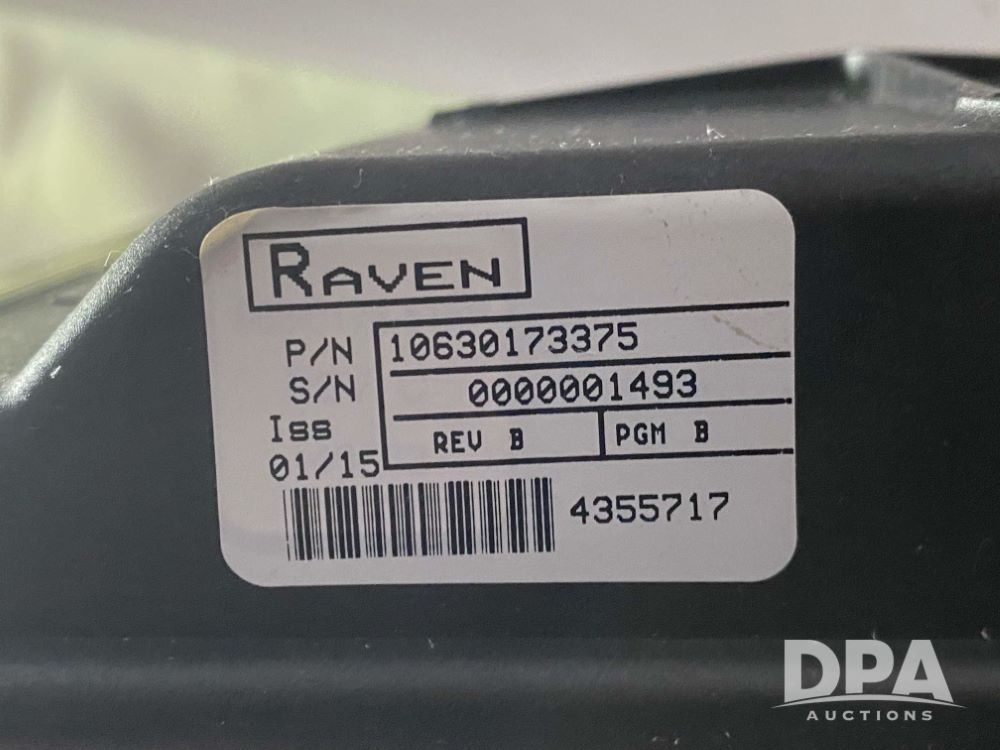 RAVEN
P/N 10630173375
S/N 0000001493
Iss REV B PGM B
01/15
4355717
DPA
AUCTIONS